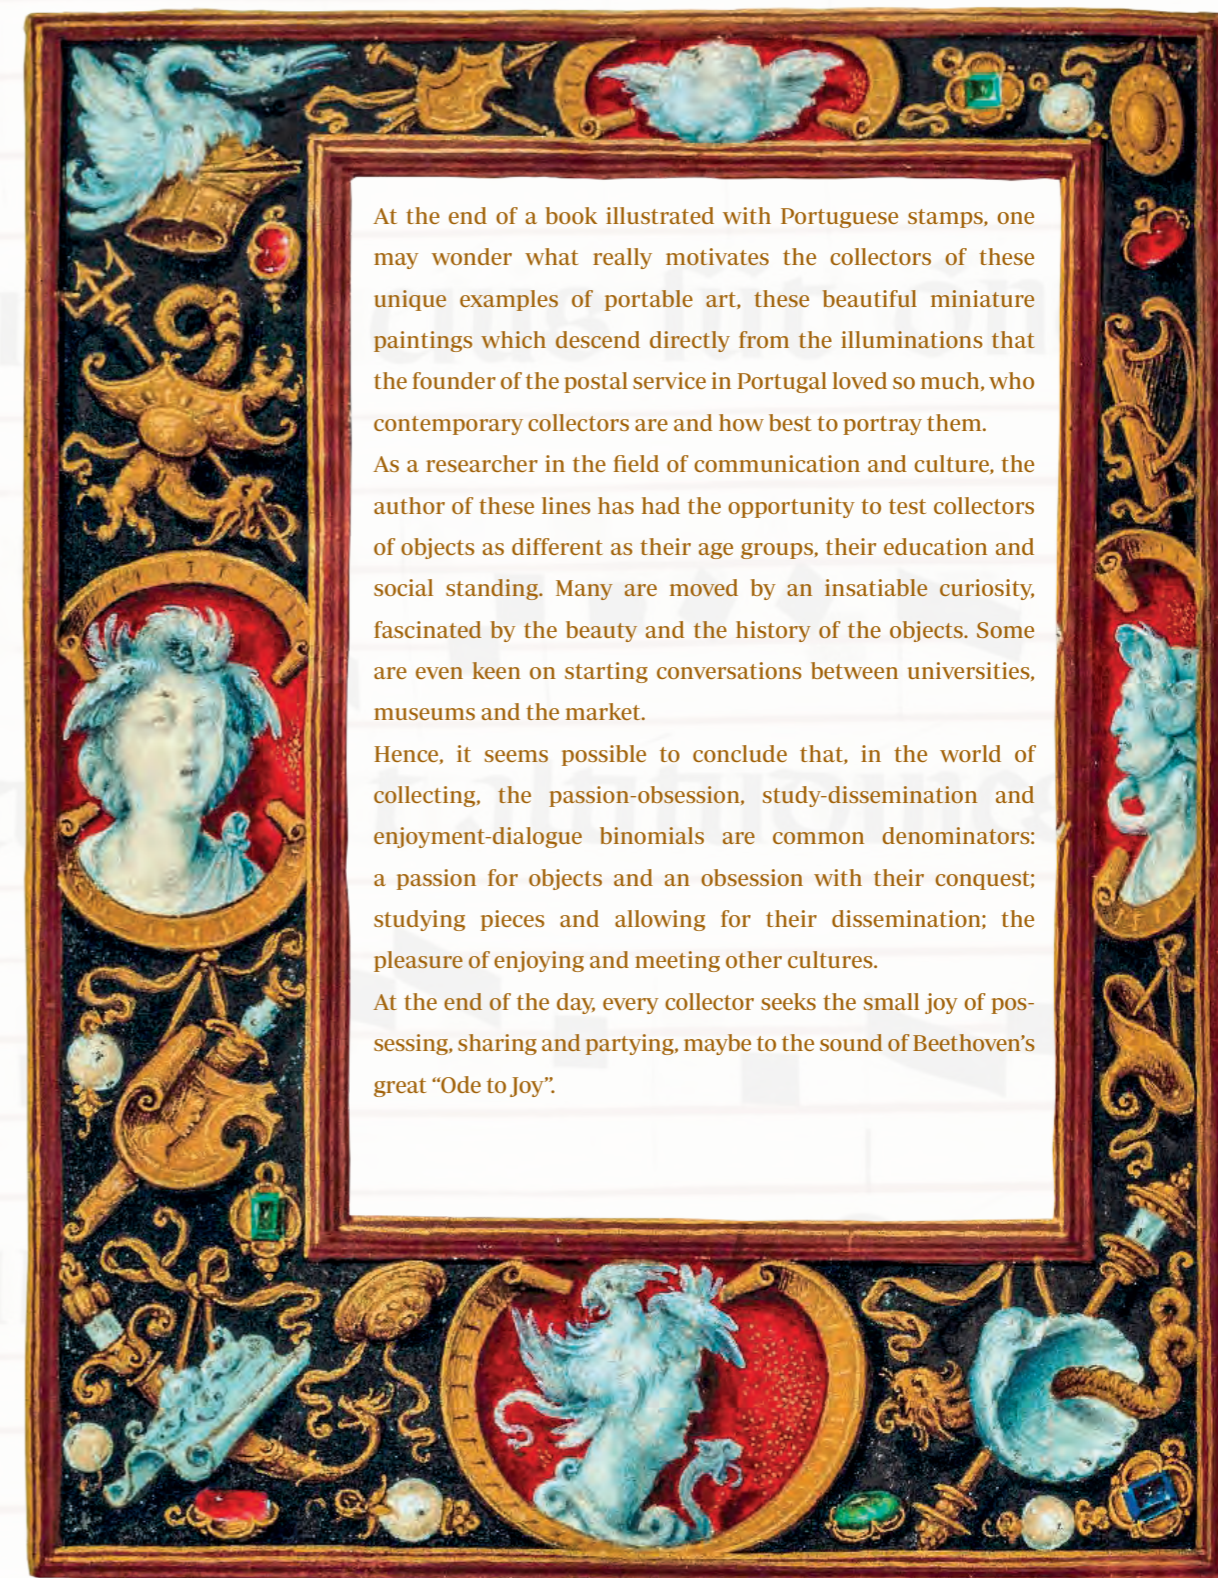 At the end of a book illustrated with Portuguese stamps, one
may wonder what really motivates the collectors of these
unique examples of portable art, these beautiful miniature
paintings which descend directly from the illuminations that
the founder of the postal service in Portugal loved so much, who
contemporary collectors are and how best to portray them.
As a researcher in the field of communication and culture, the
author of these lines has had the opportunity to test collectors
of objects as different as their age groups, their education and
social standing. Many are moved by an insatiable curiosity,
fascinated by the beauty and the history of the objects. Some
are even keen on starting conversations between universities,
museums and the market.
Hence, it seems possible to conclude that, in the world of
collecting, the passion-obsession, study-dissemination and
enjoyment-dialogue binomials are common denominators:
a passion for objects and an obsession with their conquest;
studying pieces and allowing for their dissemination; the
pleasure of enjoying and meeting other cultures.
At the end of the day, every collector seeks the small joy of pos-
sessing, sharing and partying, maybe to the sound of Beethoven’s
great “Ode to Joy”.